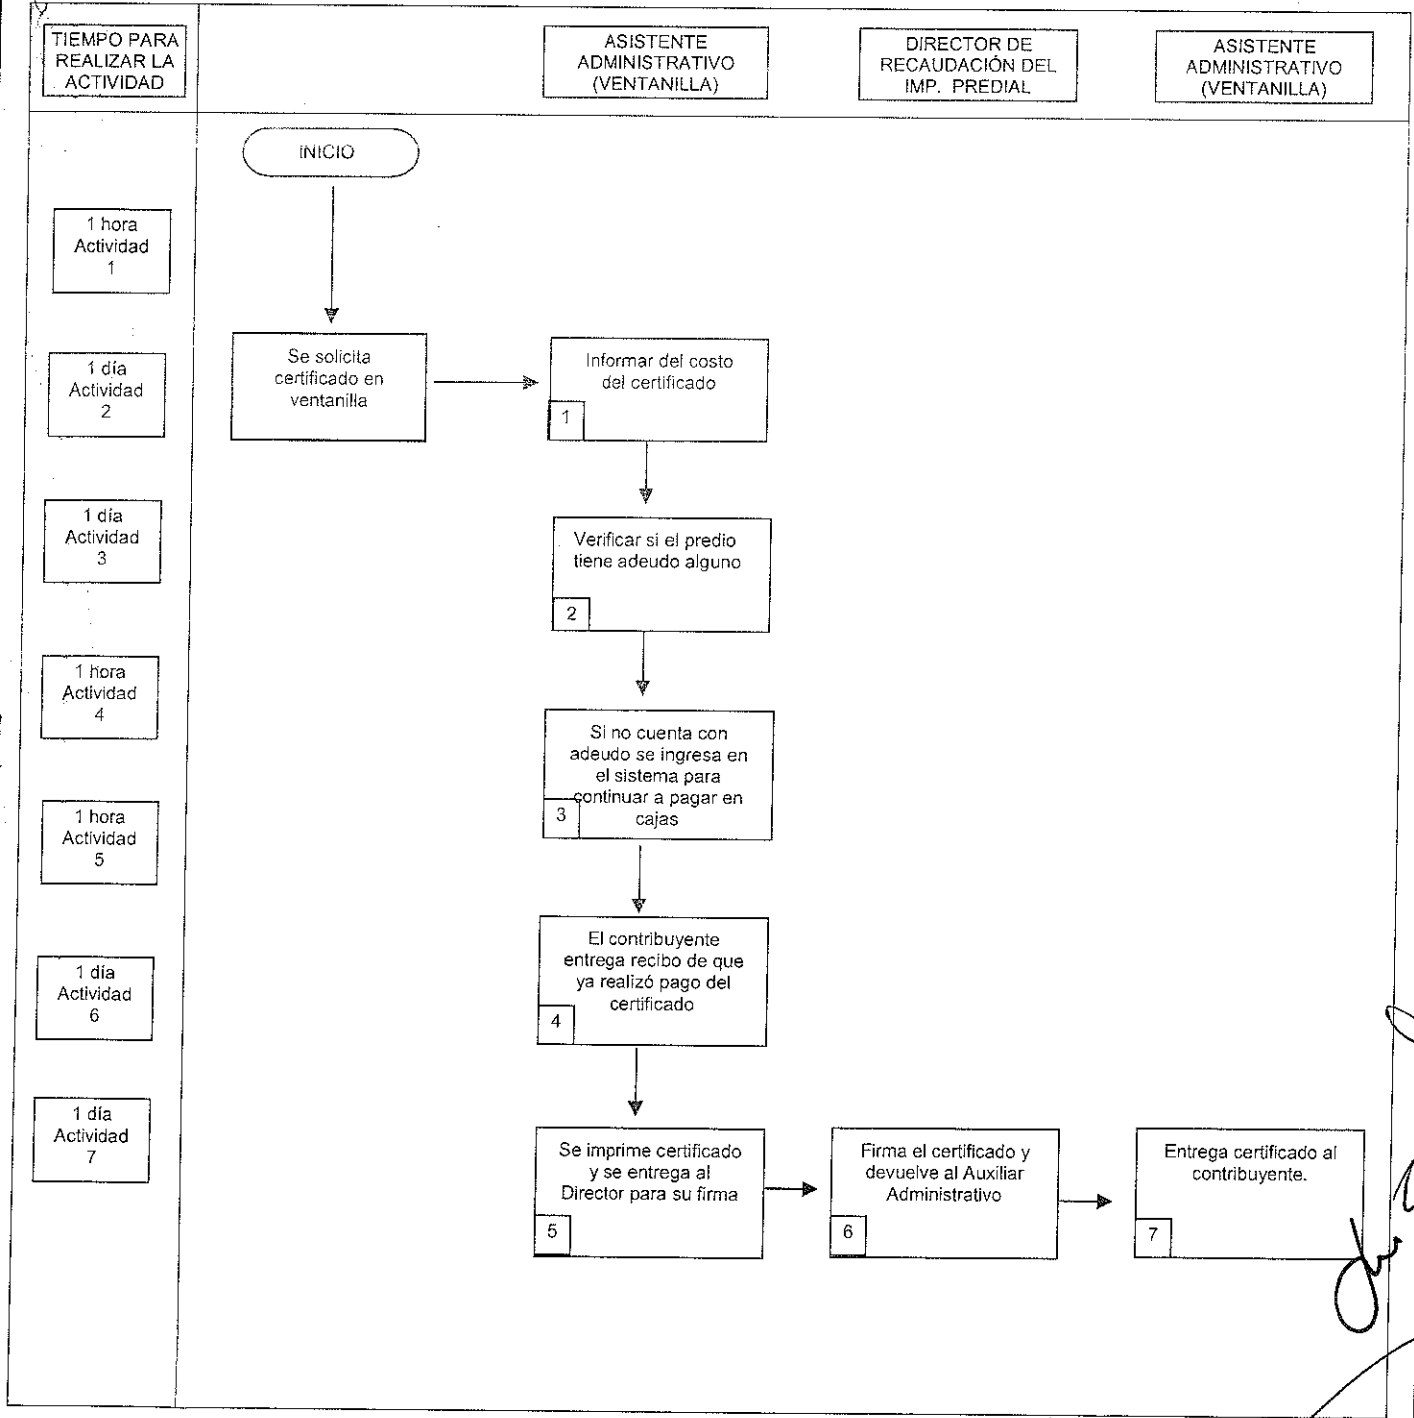 TIEMPO PARA
REALIZAR LA
ACTIVIDAD
ASISTENTE
ADMINISTRATIVO
(VENTANILLA)
DIRECTOR DE
RECAUDACIÓN DEL
IMP. PREDIAL
ASISTENTE
ADMINISTRATIVO
(VENTANILLA)
INICIO
1 hora
Actividad
1
1 día
Actividad
2
1 día
Actividad
3
1 hora
Actividad
4
1 hora
Actividad
5
1 día
Actividad
6
1 día
Actividad
7
Se solicita
certificado en
ventanilla
Informar del costo
del certificado
1
Verificar si el predio
tiene adeudo alguno
2
Si no cuenta con
adeudo se ingresa en
el sistema para
continuar a pagar en
cajas
3
El contribuyente
entrega recibo de que
ya realizó pago del
certificado
4
Se imprime certificado
y se entrega al
Director para su firma
5
Firma el certificado y
devuelve al Auxiliar
Administrativo
6
Entrega certificado al
contribuyente.
7